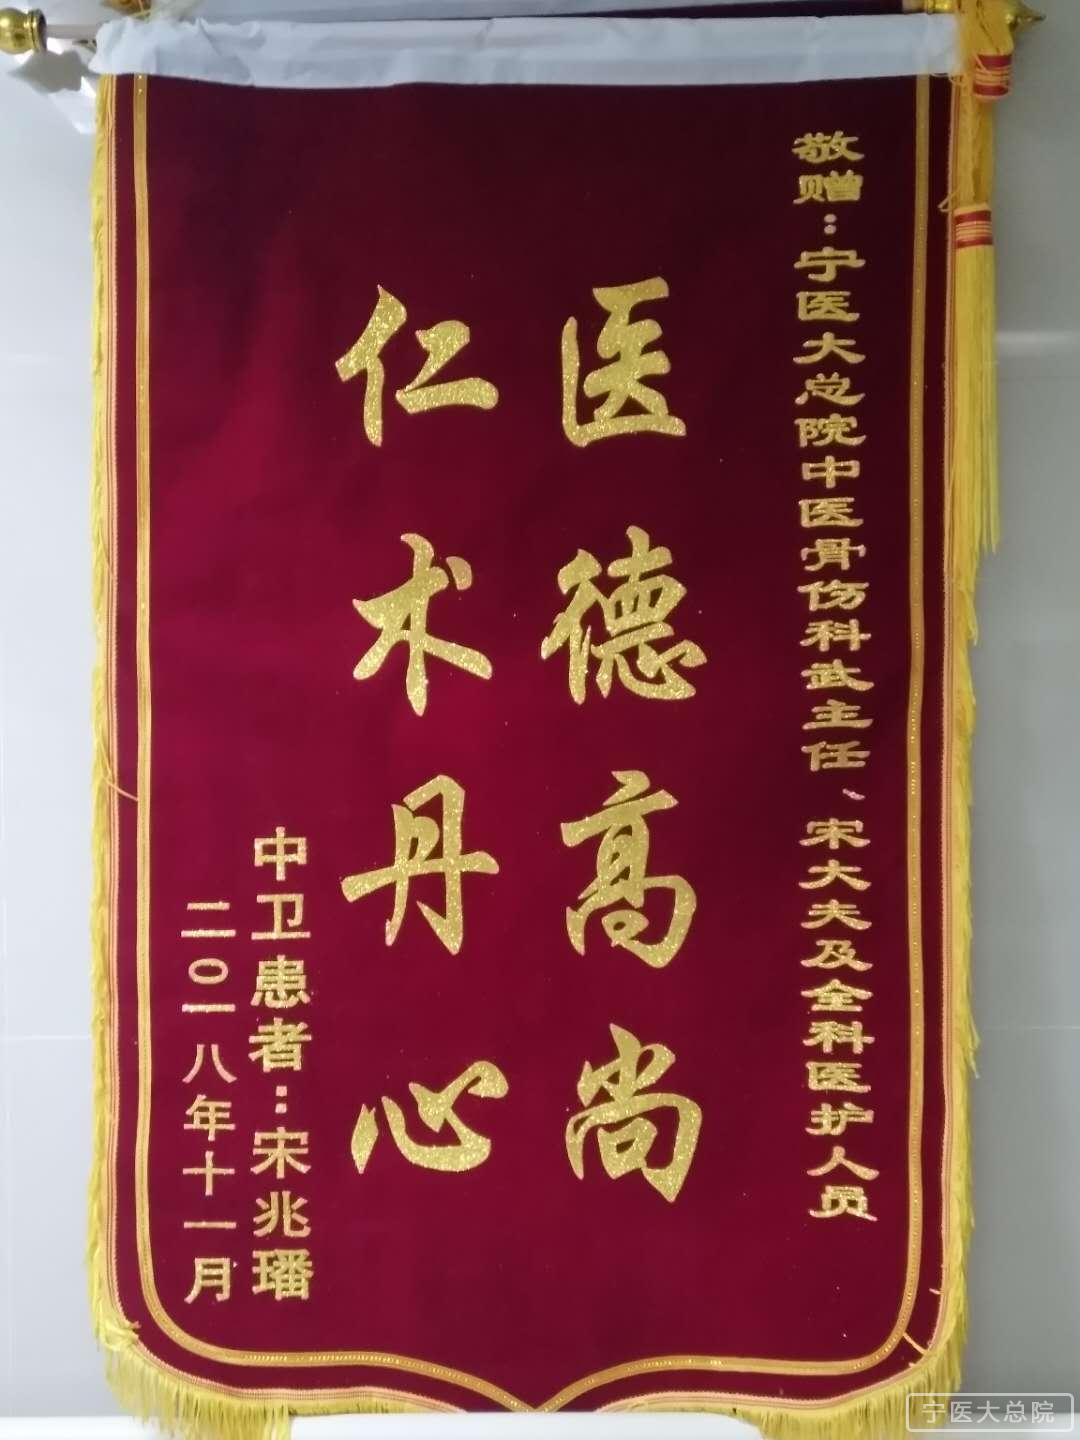 敬赠：宁医大总院中医骨伤科武主任、宋大夫及全科医护人员
医德高尚
仁术丹心
中卫患者：宋兆璠
二〇一八年十一月
宁医大总院